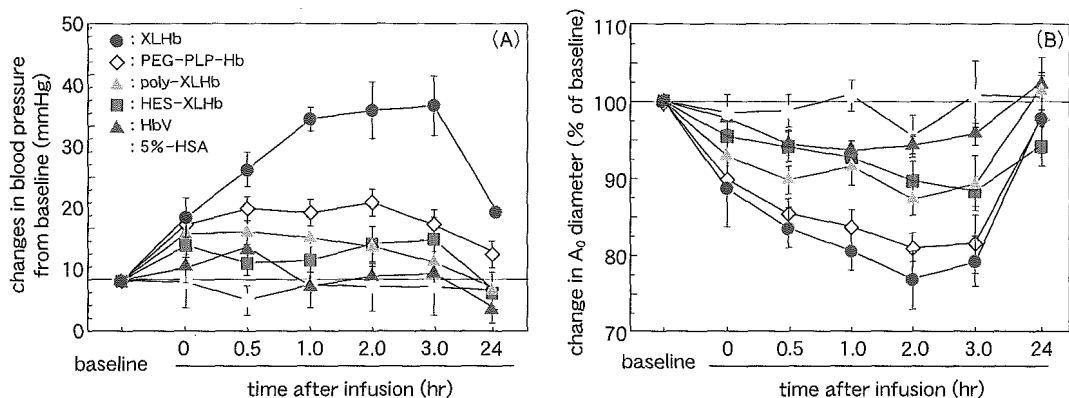 changes in blood pressure
from baseline (mmHg)
50
40
30
20
10
0
(A)
: XLHb
: PEG-PLP-Hb
: poly-XLHb
: HES-XLHb
: HbV
: 5%-HSA
baseline
0 0.5 1.0 2.0 3.0 24
time after infusion (hr)
change in A₀ diameter (% of baseline)
110
100
90
80
70
(B)
baseline
0 0.5 1.0 2.0 3.0 24
time after infusion (hr)